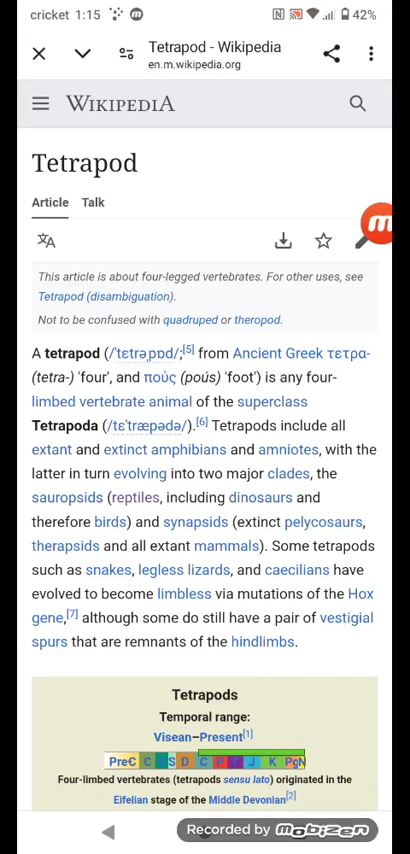 cricket 1:15 42%
Tetrapod - Wikipedia
en.m.wikipedia.org
WIKIPEDIA
Tetrapod
Article Talk
This article is about four-legged vertebrates. For other uses, see
Tetrapod (disambiguation).
Not to be confused with quadruped or theropod.
A tetrapod (/ˈtɛtrəˌpɒd/;[5] from Ancient Greek τετρα-
(tetra-) 'four', and πούς (poús) 'foot') is any four-
limbed vertebrate animal of the superclass
Tetrapoda (/tɛˈtræpədə/).[6] Tetrapods include all
extant and extinct amphibians and amniotes, with the
latter in turn evolving into two major clades, the
sauropsids (reptiles, including dinosaurs and
therefore birds) and synapsids (extinct pelycosaurs,
therapsids and all extant mammals). Some tetrapods
such as snakes, legless lizards, and caecilians have
evolved to become limbless via mutations of the Hox
gene,[7] although some do still have a pair of vestigial
spurs that are remnants of the hindlimbs.
Tetrapods
Temporal range:
Visean–Present[1]
PreꞒ Ꞓ S D C P T J K Pg N
Four-limbed vertebrates (tetrapods sensu lato) originated in the
Eifelian stage of the Middle Devonian[2]
Recorded by mobizen